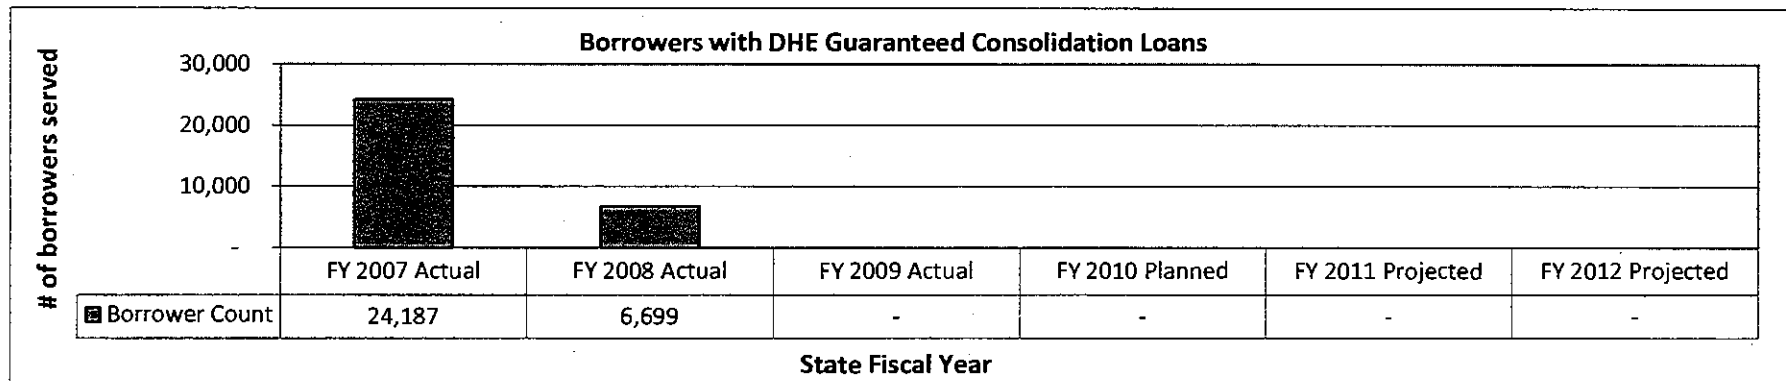 Borrowers with DHE Guaranteed Consolidation Loans
# of borrowers served
30,000
20,000
10,000
-
FY 2007 Actual FY 2008 Actual FY 2009 Actual FY 2010 Planned FY 2011 Projected FY 2012 Projected
Borrower Count 24,187 6,699 - - - -
State Fiscal Year